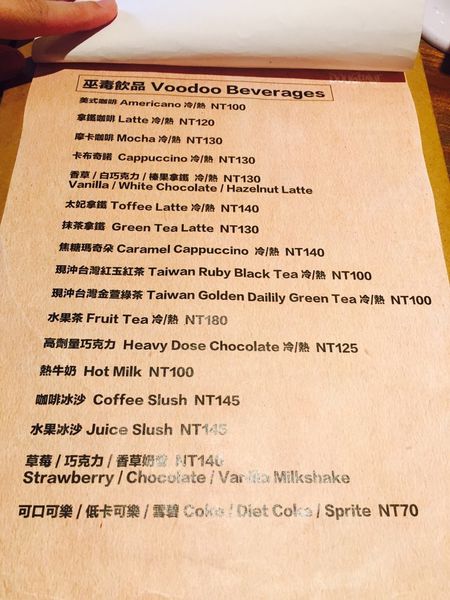 巫毒飲品 Voodoo Beverages
美式咖啡 Americano 冷/熱 NT100
拿鐵咖啡 Latte 冷/熱 NT120
摩卡咖啡 Mocha 冷/熱 NT130
卡布奇諾 Cappuccino 冷/熱 NT130
香草 / 白巧克力 / 榛果拿鐵 冷/熱 NT130
Vanilla / White Chocolate / Hazelnut Latte
太妃拿鐵 Toffee Latte 冷/熱 NT140
抹茶拿鐵 Green Tea Latte NT130
焦糖瑪奇朵 Caramel Cappuccino 冷/熱 NT140
現沖台灣紅玉紅茶 Taiwan Ruby Black Tea 冷/熱 NT100
現沖台灣金萱綠茶 Taiwan Golden Dailily Green Tea 冷/熱 NT100
水果茶 Fruit Tea 冷/熱 NT180
高劑量巧克力 Heavy Dose Chocolate 冷/熱 NT125
熱牛奶 Hot Milk NT100
咖啡冰沙 Coffee Slush NT145
水果冰沙 Juice Slush NT145
草莓 / 巧克力 / 香草奶昔 NT140
Strawberry / Chocolate / Vanilla Milkshake
可口可樂 / 低卡可樂 / 雪碧 Coke / Diet Coke / Sprite NT70